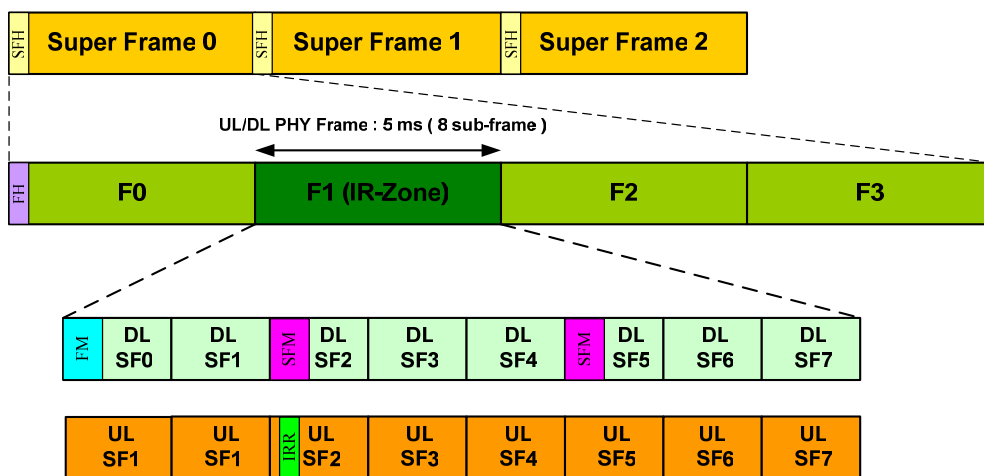 SFH Super Frame 0 SFH Super Frame 1 SFH Super Frame 2
UL/DL PHY Frame : 5 ms ( 8 sub-frame )
FH F0 F1 (IR-Zone) F2 F3
FM DL SF0 DL SF1 SFM DL SF2 DL SF3 DL SF4 SFM DL SF5 DL SF6 DL SF7
UL SF1 UL SF1 IRR UL SF2 UL SF3 UL SF4 UL SF5 UL SF6 UL SF7